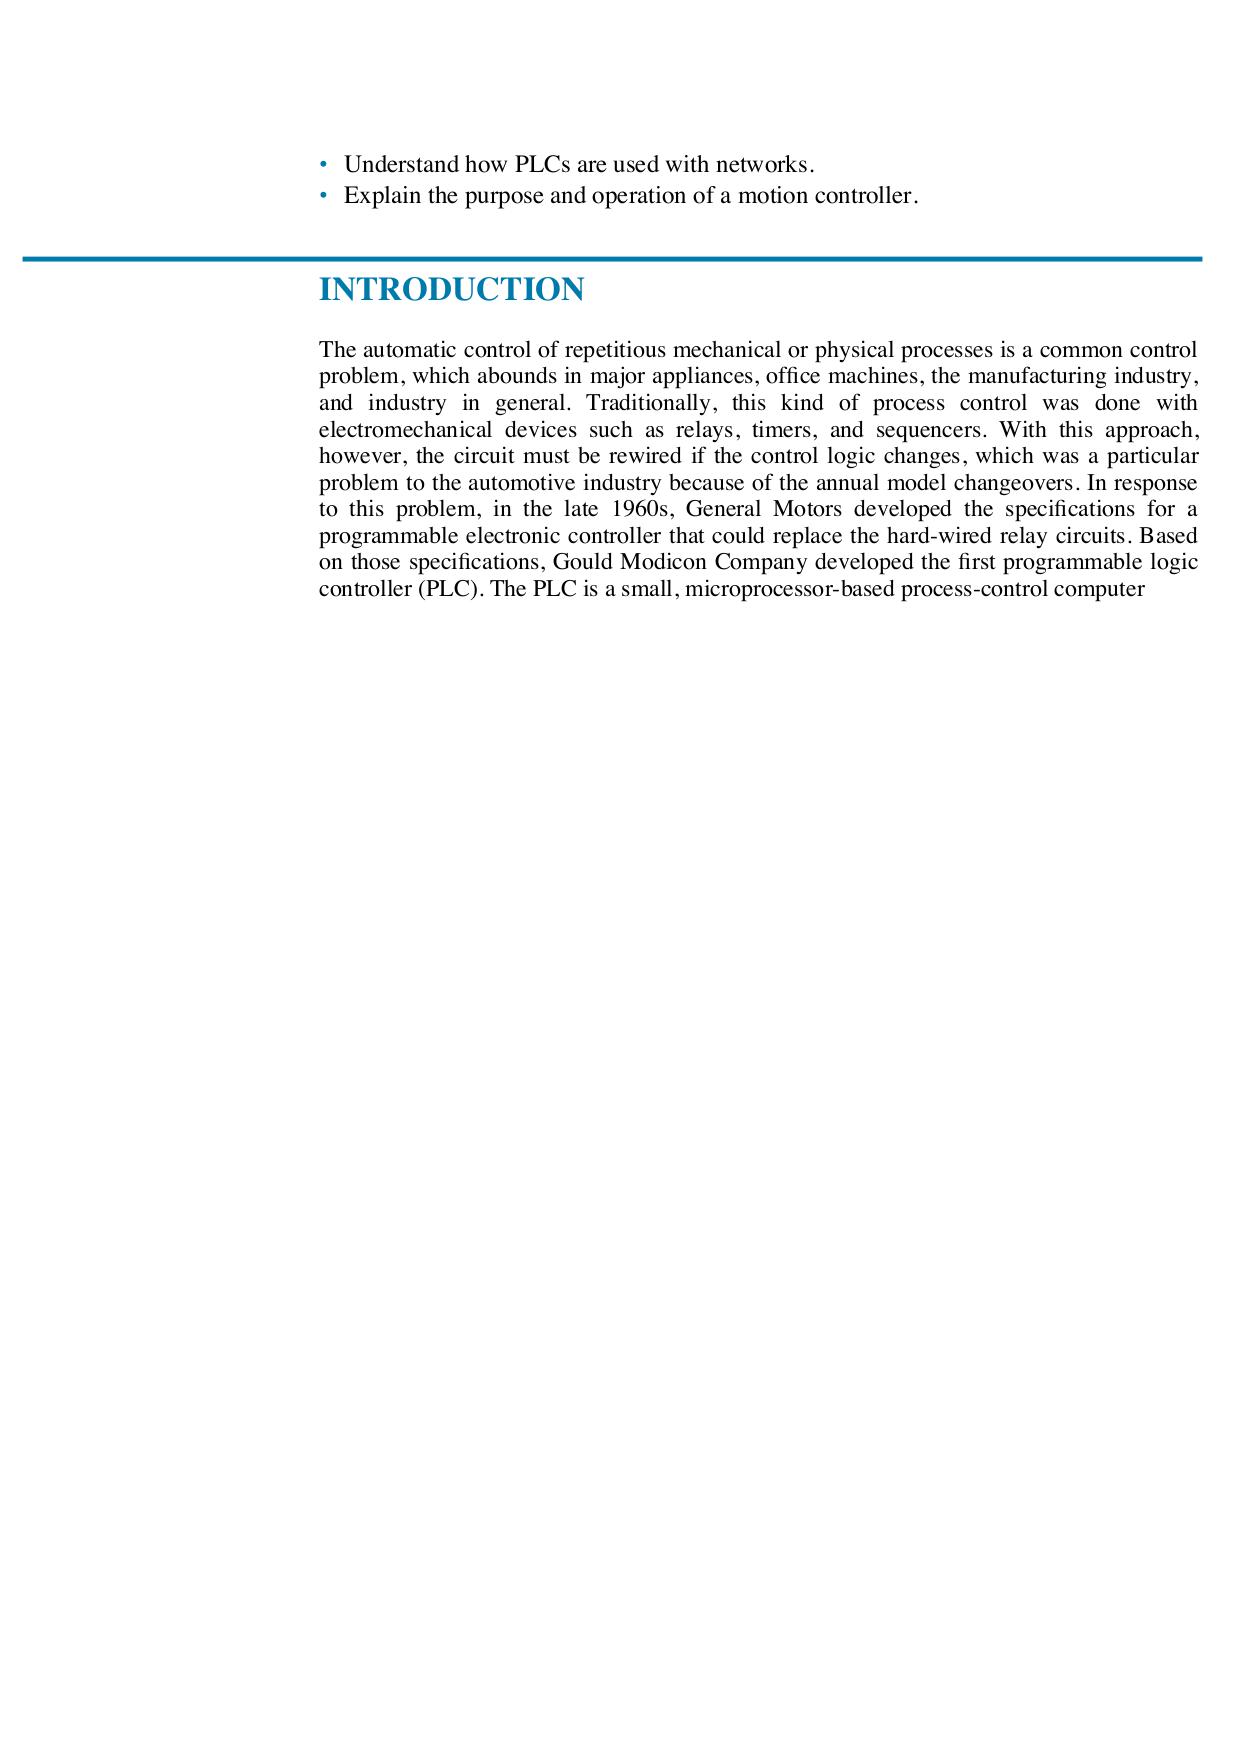 • Understand how PLCs are used with networks.
• Explain the purpose and operation of a motion controller.
INTRODUCTION
The automatic control of repetitious mechanical or physical processes is a common control
problem, which abounds in major appliances, office machines, the manufacturing industry,
and industry in general. Traditionally, this kind of process control was done with
electromechanical devices such as relays, timers, and sequencers. With this approach,
however, the circuit must be rewired if the control logic changes, which was a particular
problem to the automotive industry because of the annual model changeovers. In response
to this problem, in the late 1960s, General Motors developed the specifications for a
programmable electronic controller that could replace the hard-wired relay circuits. Based
on those specifications, Gould Modicon Company developed the first programmable logic
controller (PLC). The PLC is a small, microprocessor-based process-control computer